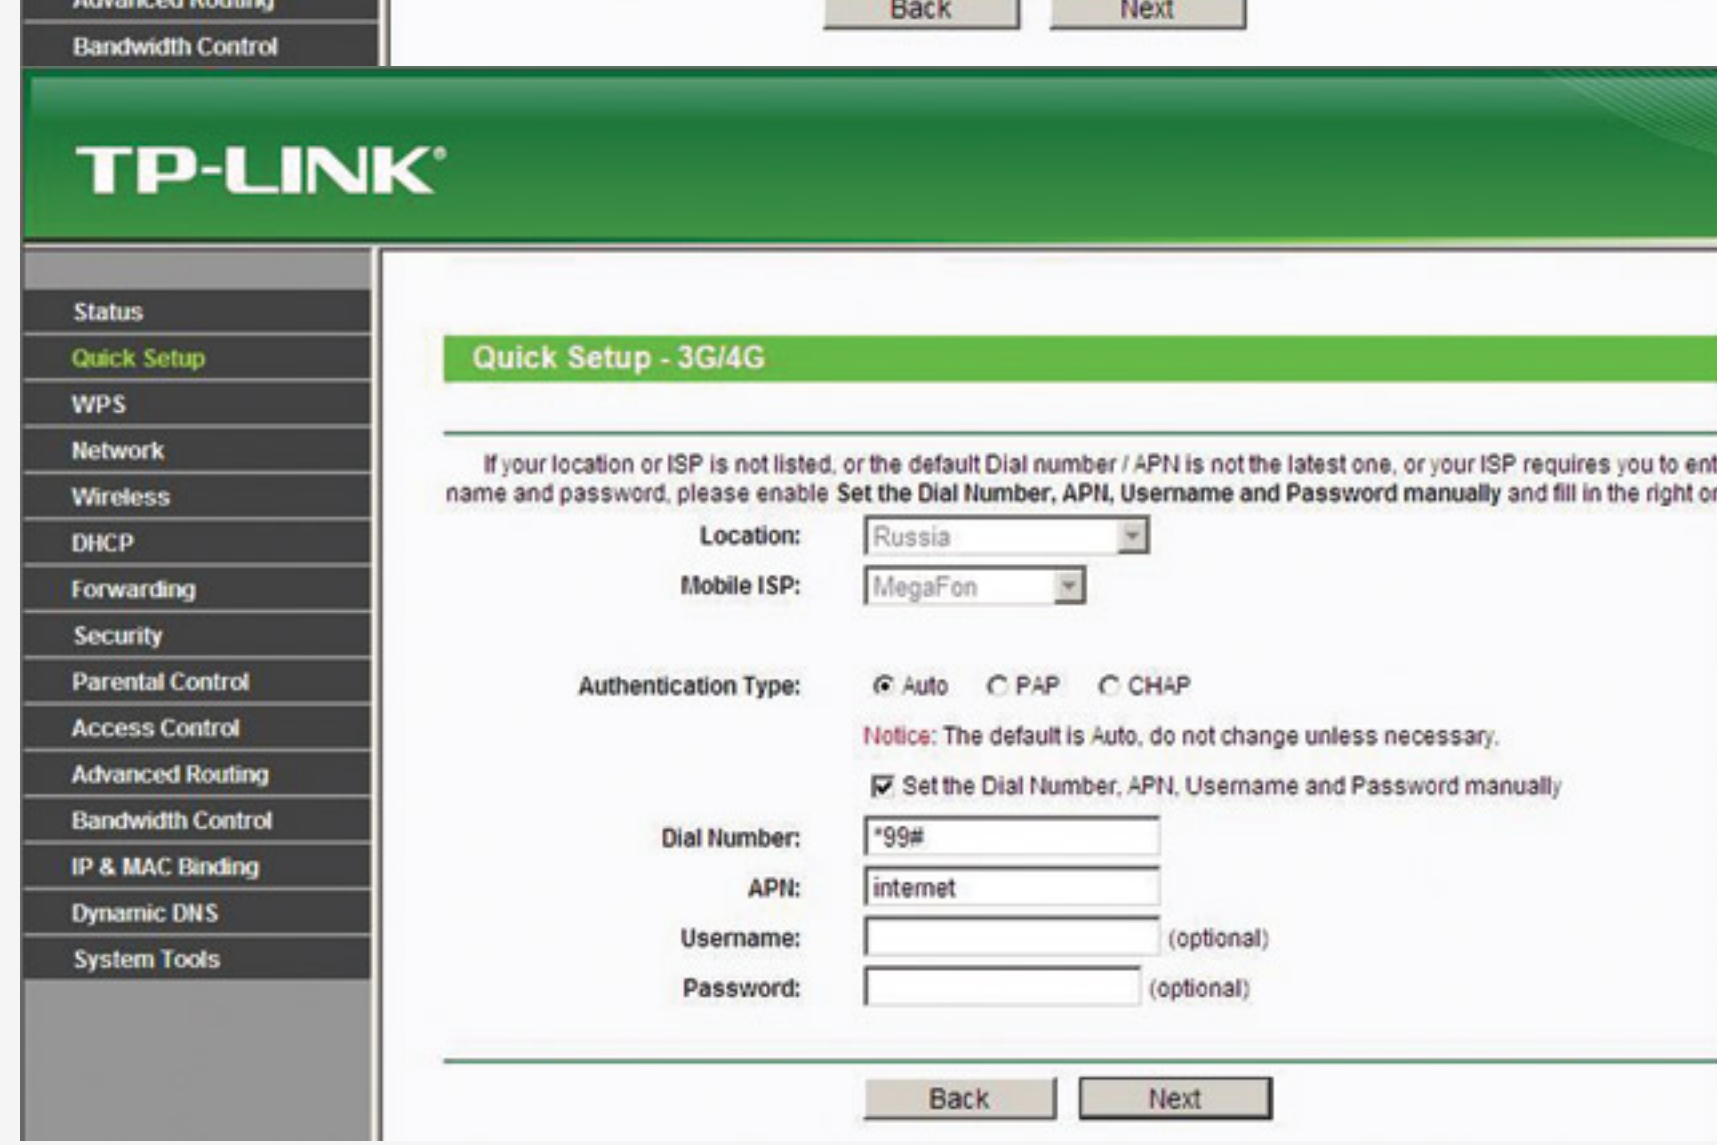 Advanced Routing
Back Next
Bandwidth Control
TP-LINK®
Status
Quick Setup
WPS
Network
Wireless
DHCP
Forwarding
Security
Parental Control
Access Control
Advanced Routing
Bandwidth Control
IP & MAC Binding
Dynamic DNS
System Tools
Quick Setup - 3G/4G
If your location or ISP is not listed, or the default Dial number / APN is not the latest one, or your ISP requires you to
name and password, please enable Set the Dial Number, APN, Username and Password manually and fill in the right
Location: Russia
Mobile ISP: MegaFon
Authentication Type: Auto PAP CHAP
Notice: The default is Auto, do not change unless necessary.
Set the Dial Number, APN, Username and Password manually
Dial Number: *99#
APN: internet
Username: (optional)
Password: (optional)
Back Next